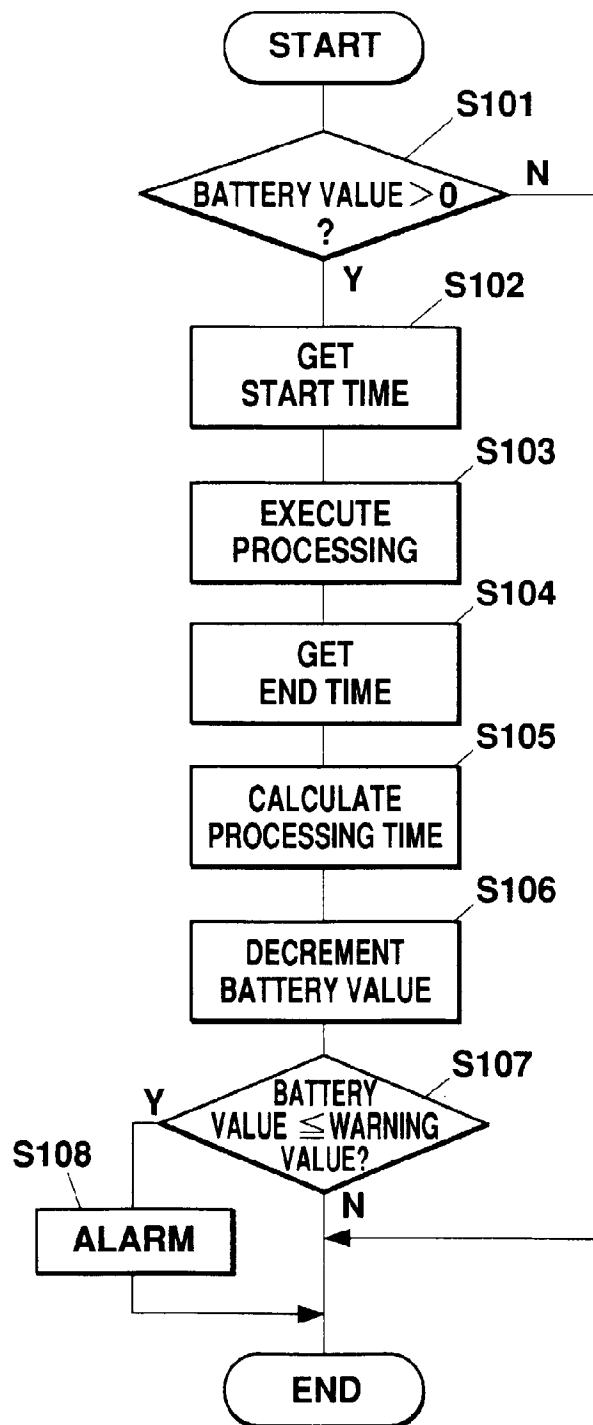 START
S101
BATTERY VALUE > 0
?
N
Y
S102
GET
START TIME
S103
EXECUTE
PROCESSING
S104
GET
END TIME
S105
CALCULATE
PROCESSING TIME
S106
DECREMENT
BATTERY VALUE
S107
BATTERY
VALUE ≦ WARNING
VALUE?
Y
N
S108
ALARM
END